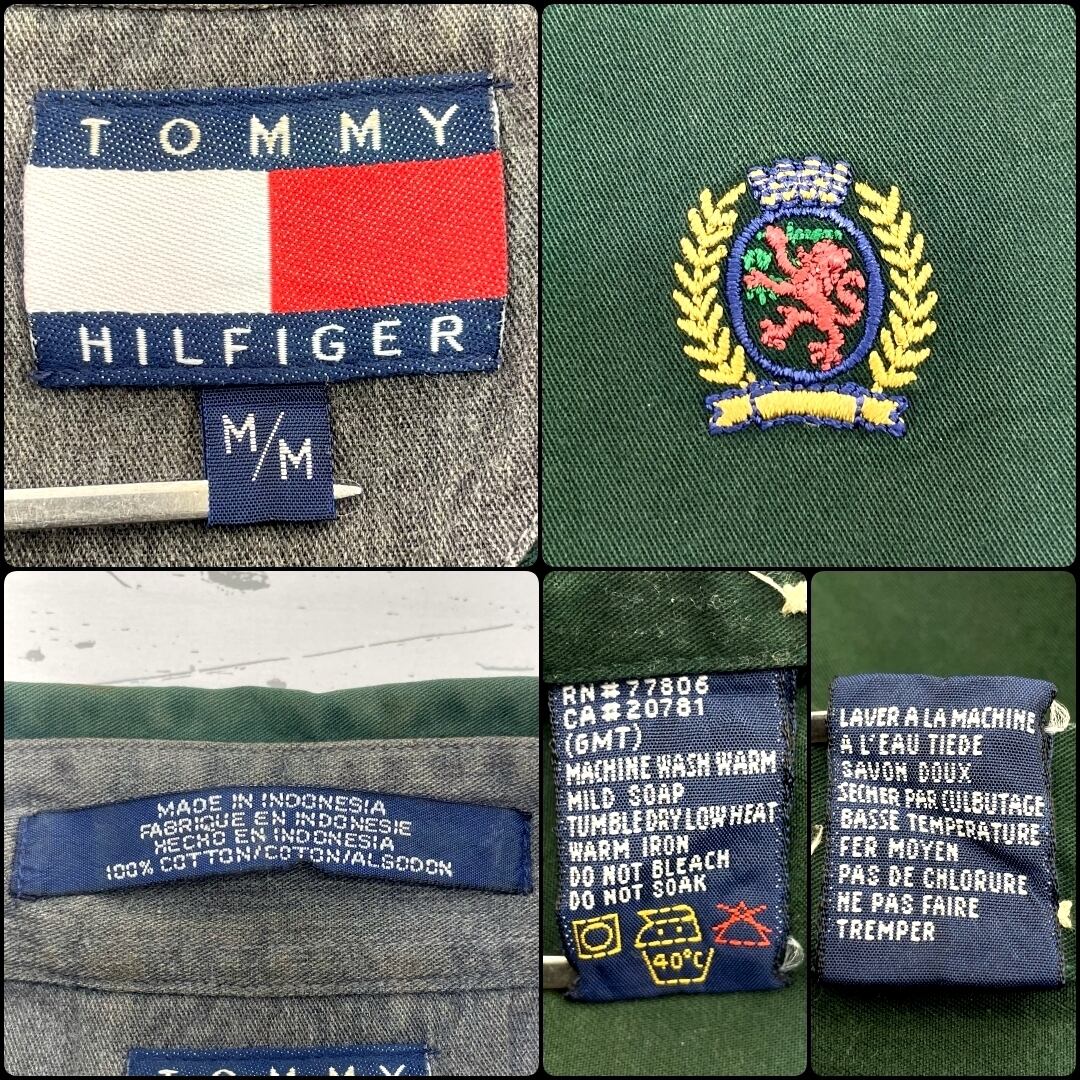 TOMMY
HILFIGER
M/M
MADE IN INDONESIA
FABRIQUE EN INDONESIE
HECHO EN INDONESIA
100% COTTON/COTON/ALGODON
TOMMY
RN#77806
CA#20781
(GMT)
MACHINE WASH WARM
MILD SOAP
TUMBLE DRY LOW HEAT
WARM IRON
DO NOT BLEACH
DO NOT SOAK
40°C
LAVER A LA MACHINE
A L'EAU TIEDE
SAVON DOUX
SECHER PAR CULBUTAGE
BASSE TEMPERATURE
FER MOYEN
PAS DE CHLORURE
NE PAS FAIRE
TREMPER